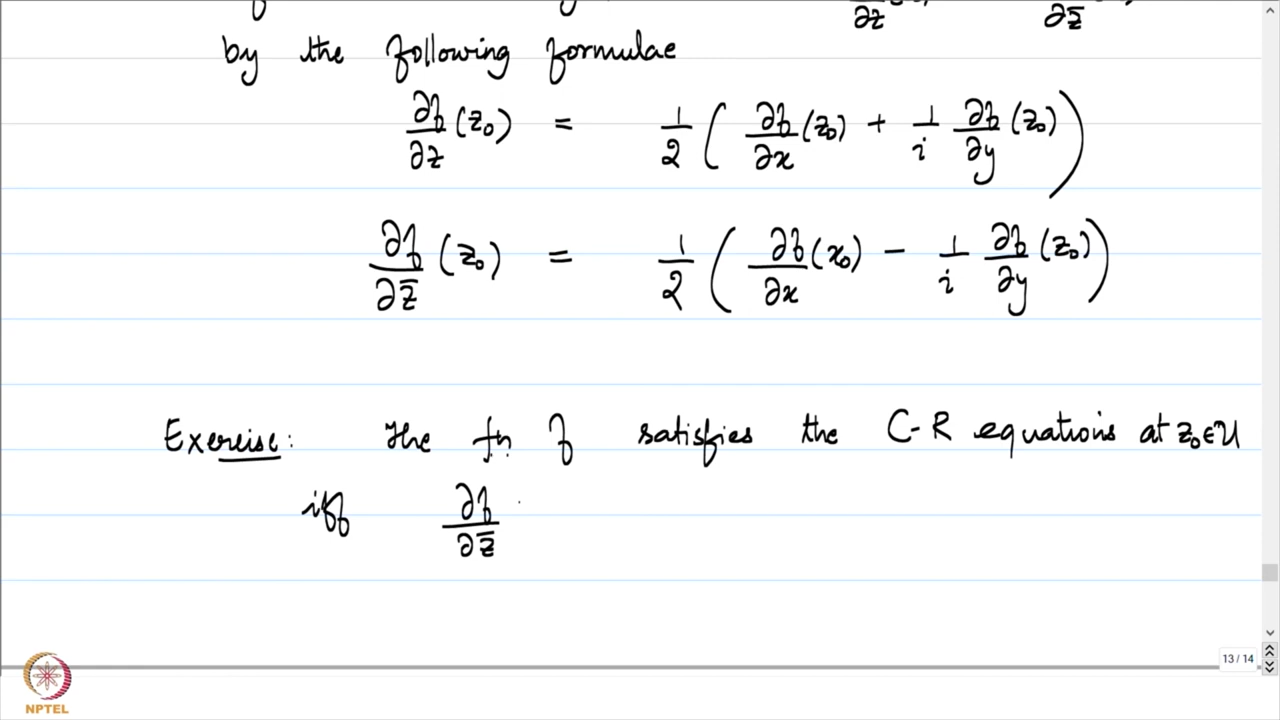 ∂z ∂z̄
by the following formulae
∂f/∂z (z₀) = 1/2 ( ∂f/∂x (z₀) + 1/i ∂f/∂y (z₀) )
∂f/∂z̄ (z₀) = 1/2 ( ∂f/∂x (x₀) − 1/i ∂f/∂y (z₀) )
Exercise: The fn f satisfies the C-R equations at z₀∈U
iff ∂f/∂z̄
13 / 14
NPTEL